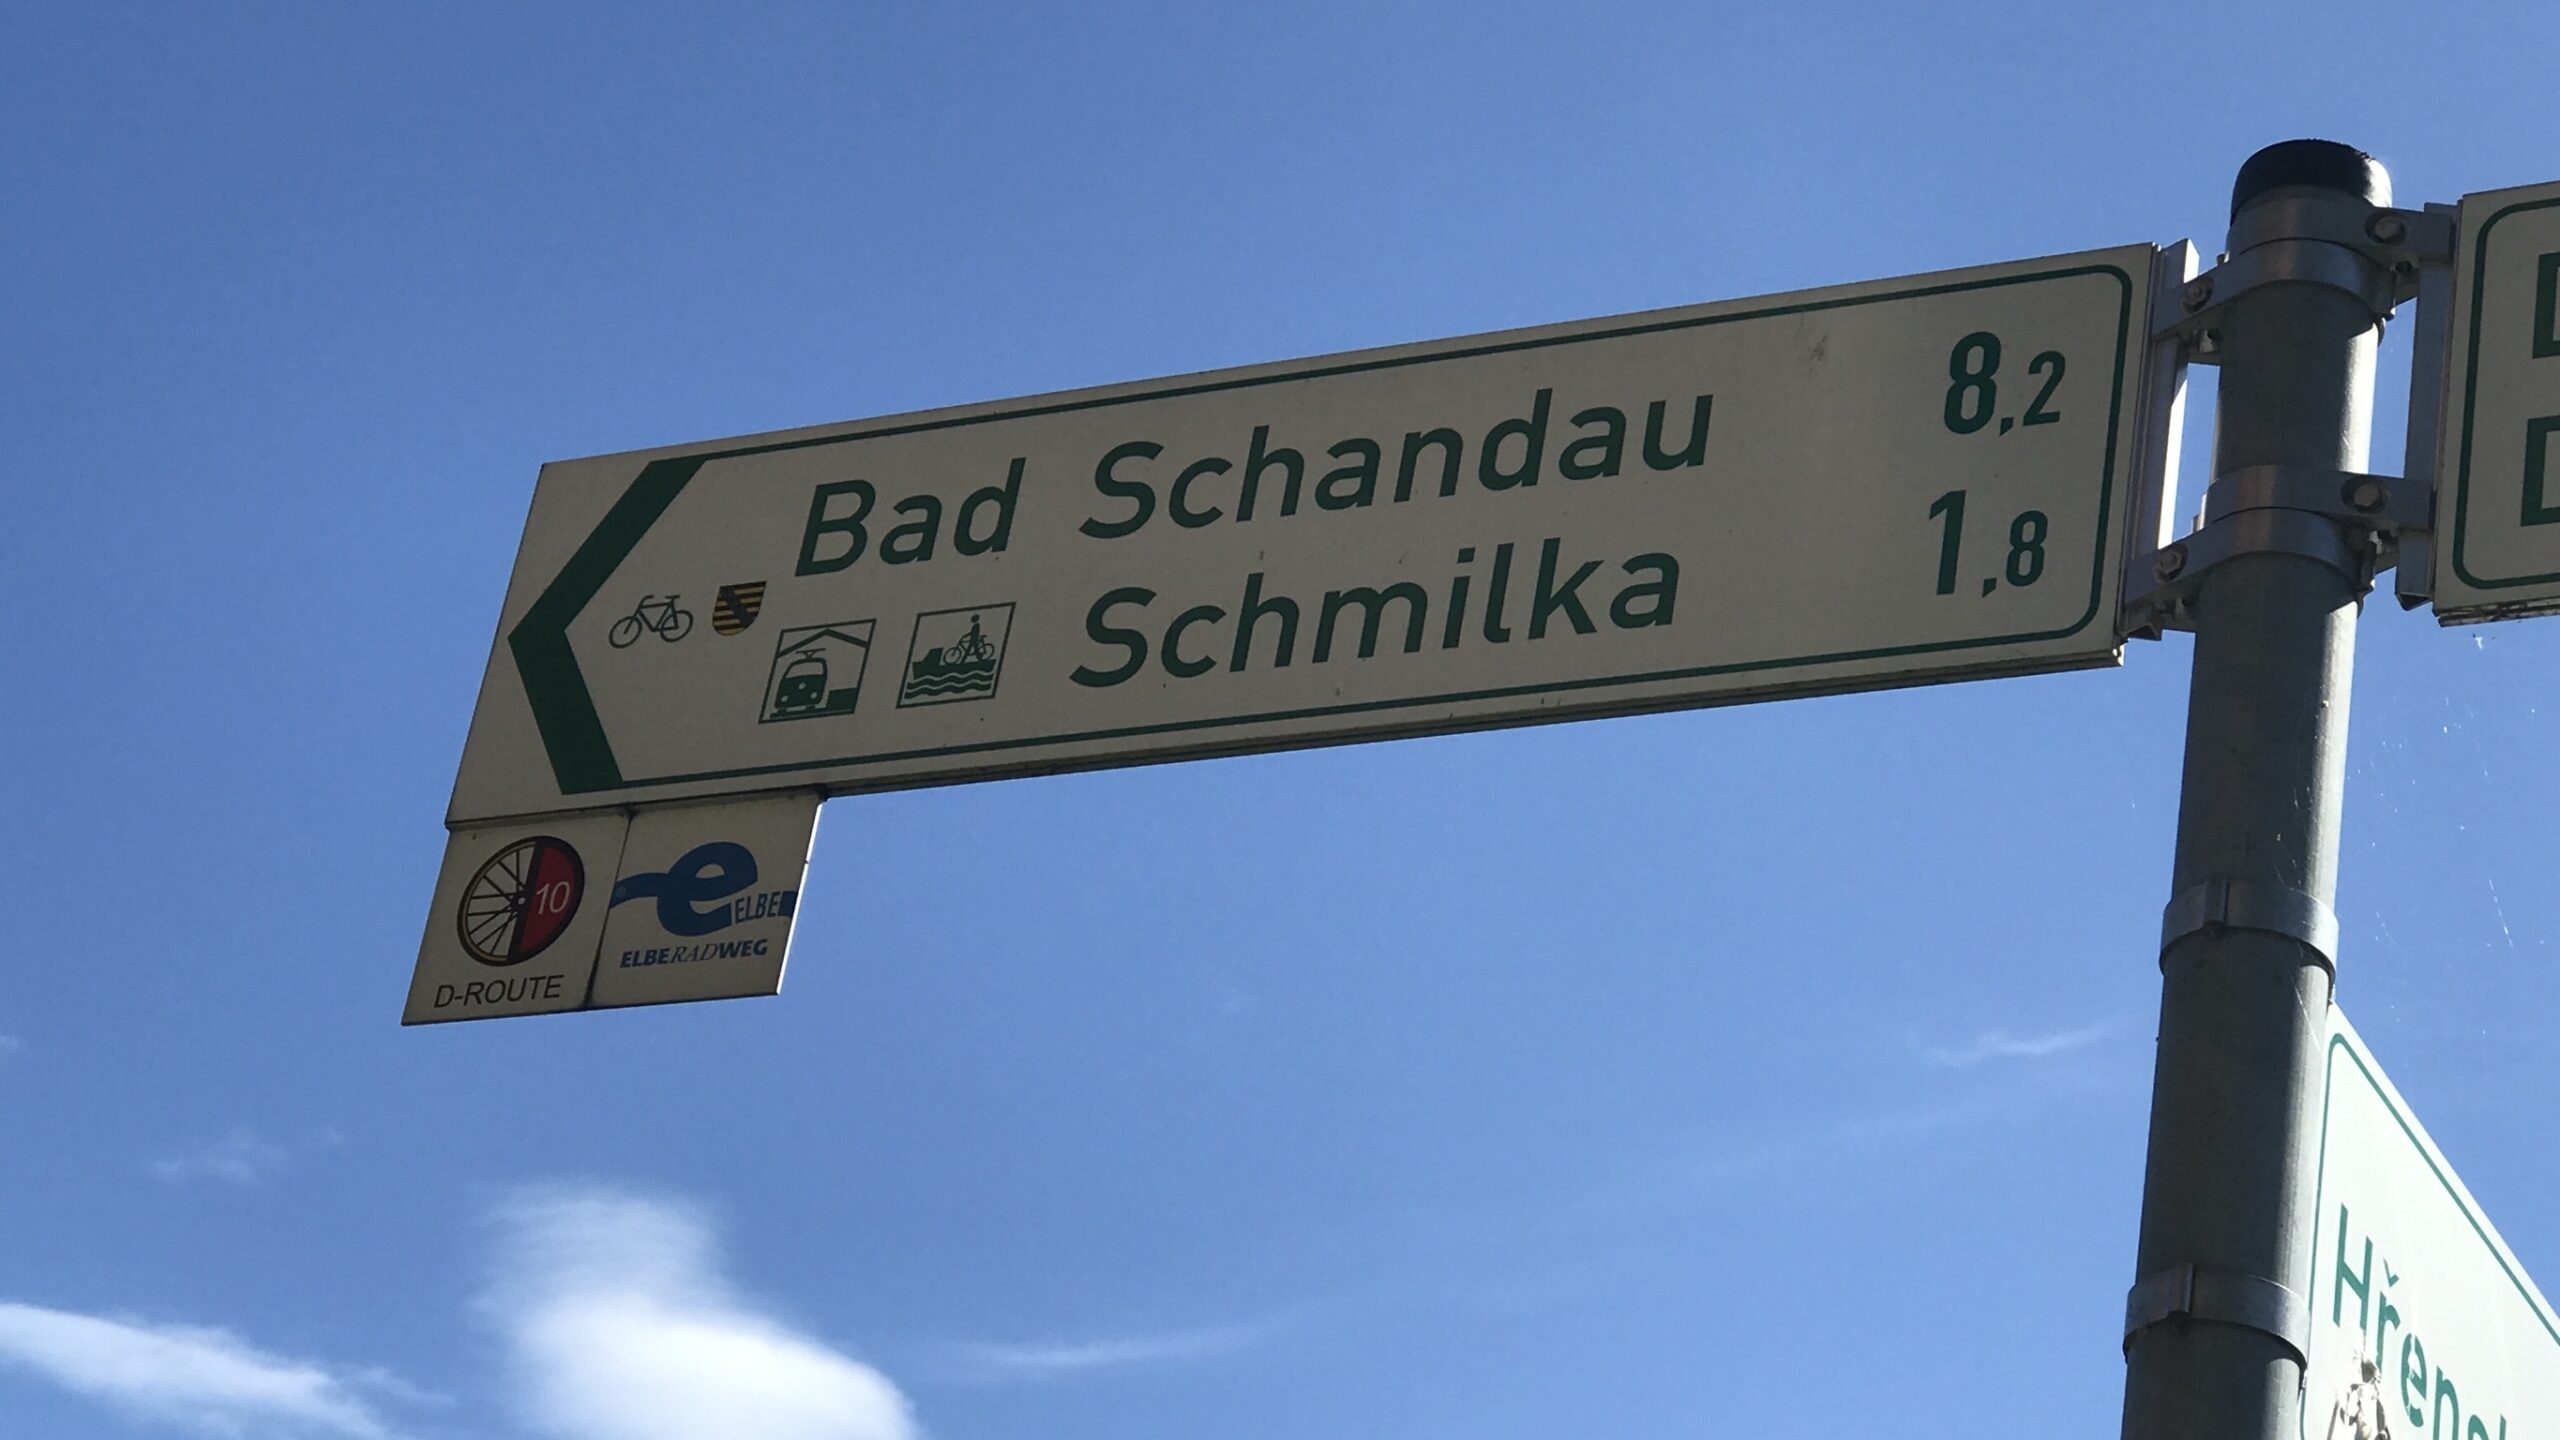 Bad Schandau 8,2
Schmilka 1,8
10
D-ROUTE
ELBE
ELBERADWEG